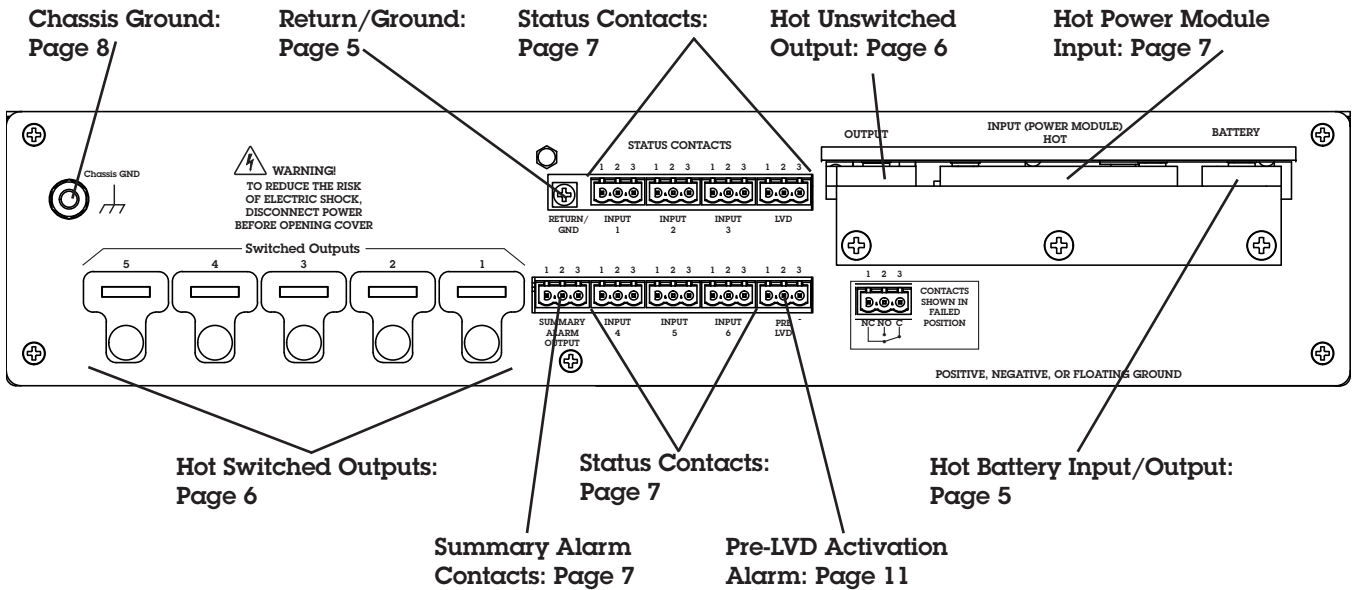 Chassis Ground:
Page 8
Return/Ground:
Page 5
Status Contacts:
Page 7
Hot Unswitched
Output: Page 6
Hot Power Module
Input: Page 7
Chassis GND
WARNING!
TO REDUCE THE RISK
OF ELECTRIC SHOCK,
DISCONNECT POWER
BEFORE OPENING COVER
STATUS CONTACTS
1 2 3 1 2 3 1 2 3 1 2 3
RETURN/
GND
INPUT
1
INPUT
2
INPUT
3
LVD
OUTPUT
INPUT (POWER MODULE)
HOT
BATTERY
Switched Outputs
5 4 3 2 1
1 2 3 1 2 3 1 2 3 1 2 3 1 2 3
SUMMARY
ALARM
OUTPUT
INPUT
4
INPUT
5
INPUT
6
PRE -
LVD
1 2 3
NC NO C
CONTACTS
SHOWN IN
FAILED
POSITION
POSITIVE, NEGATIVE, OR FLOATING GROUND
Hot Switched Outputs:
Page 6
Status Contacts:
Page 7
Hot Battery Input/Output:
Page 5
Summary Alarm
Contacts: Page 7
Pre-LVD Activation
Alarm: Page 11